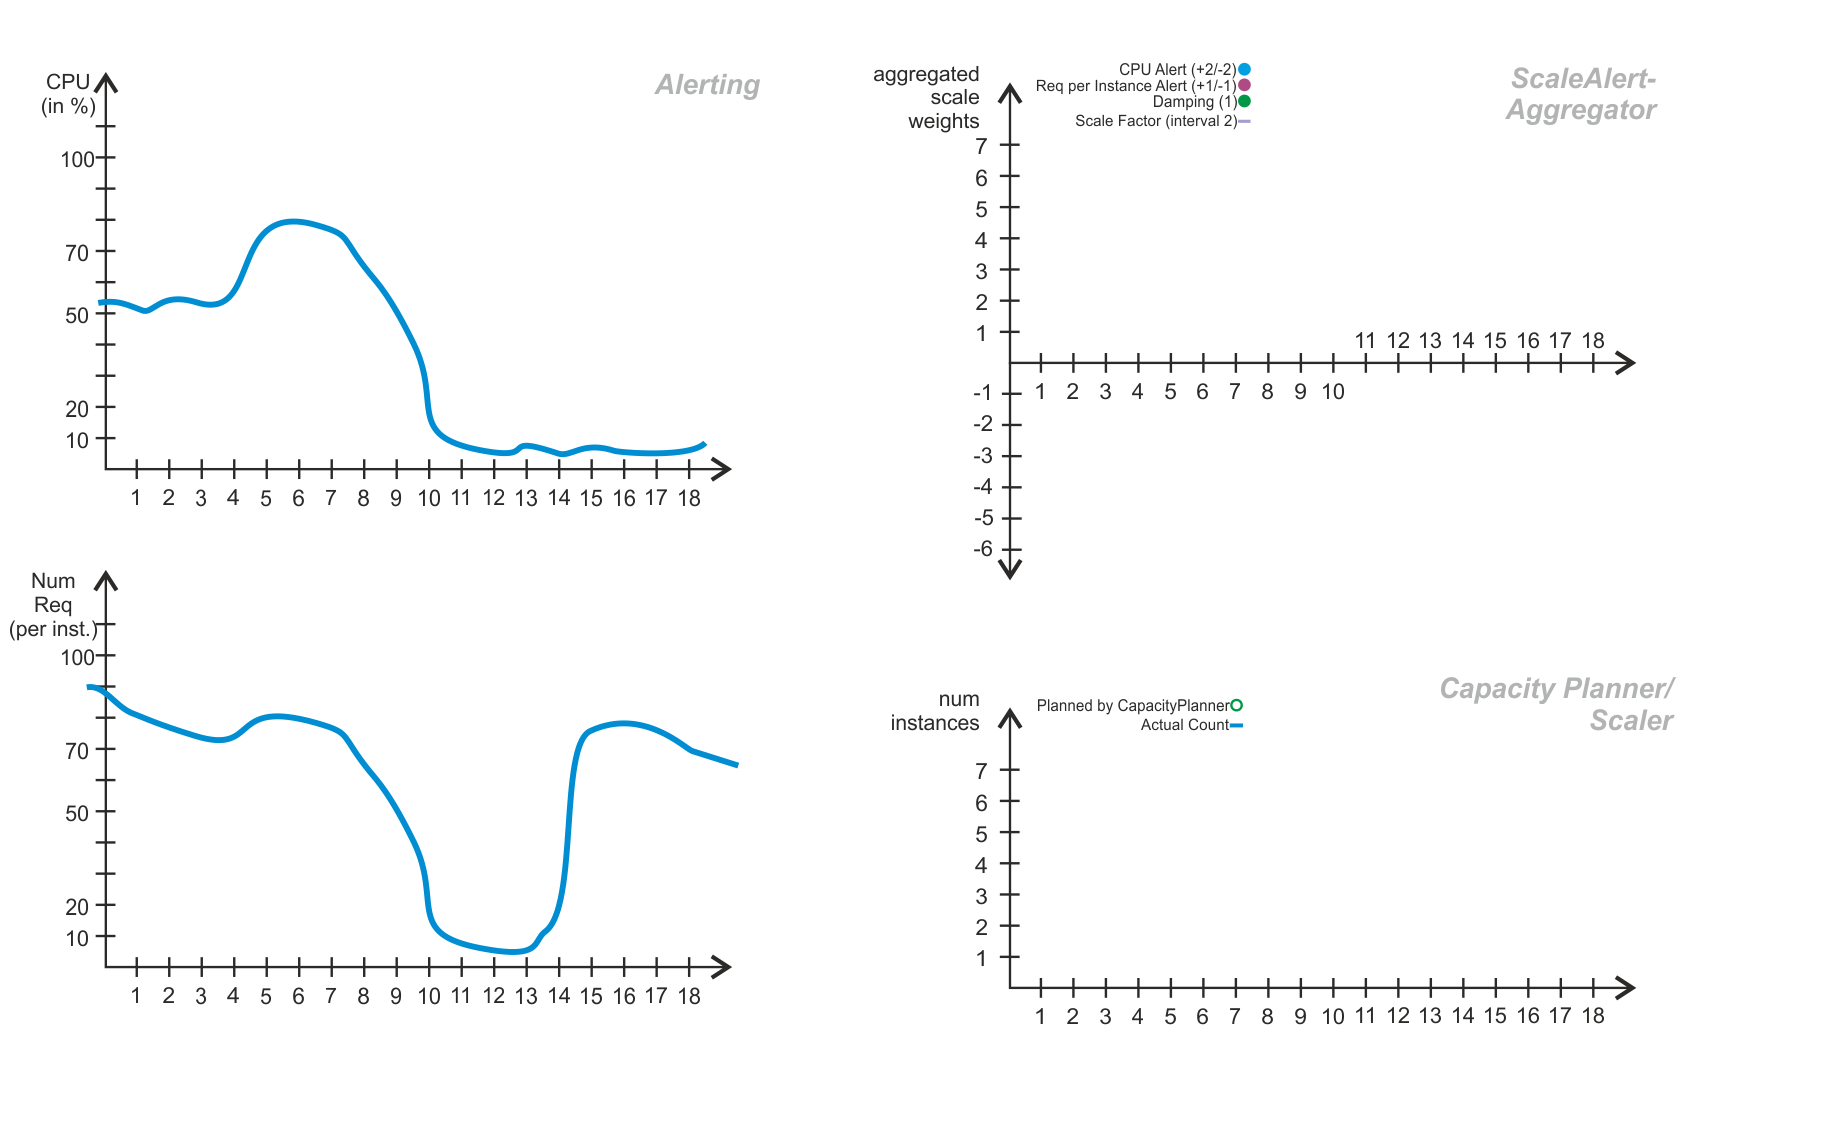 CPU
(in %)
Alerting
100
70
50
20
10
1 2 3 4 5 6 7 8 9 10 11 12 13 14 15 16 17 18
Num
Req
(per inst.)
100
70
50
20
10
1 2 3 4 5 6 7 8 9 10 11 12 13 14 15 16 17 18
aggregated
scale
weights
CPU Alert (+2/-2)
Req per Instance Alert (+1/-1)
Damping (1)
Scale Factor (interval 2)
ScaleAlert-
Aggregator
7
6
5
4
3
2
1
11 12 13 14 15 16 17 18
-1
1 2 3 4 5 6 7 8 9 10
-2
-3
-4
-5
-6
num
instances
Planned by CapacityPlanner
Actual Count
Capacity Planner/
Scaler
7
6
5
4
3
2
1
1 2 3 4 5 6 7 8 9 10 11 12 13 14 15 16 17 18